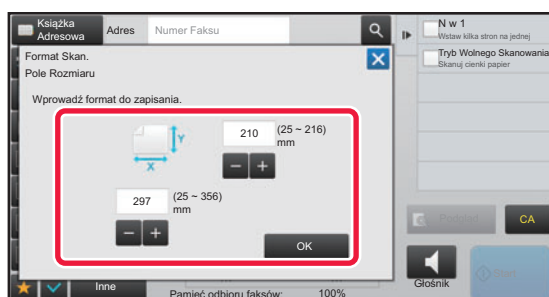 Książka
Adresowa
Adres
Numer Faksu
N w 1
Wstaw kilka stron na jednej
Tryb Wolnego Skanowania
Skanuj cienki papier
Format Skan.
Pole Rozmiaru
Wprowadź format do zapisania.
Y
X
210
(25 ~ 216)
mm
297
(25 ~ 356)
mm
OK
Podgląd
CA
Inne
Pamięć odbioru faksów:
100%
Głośnik
Start